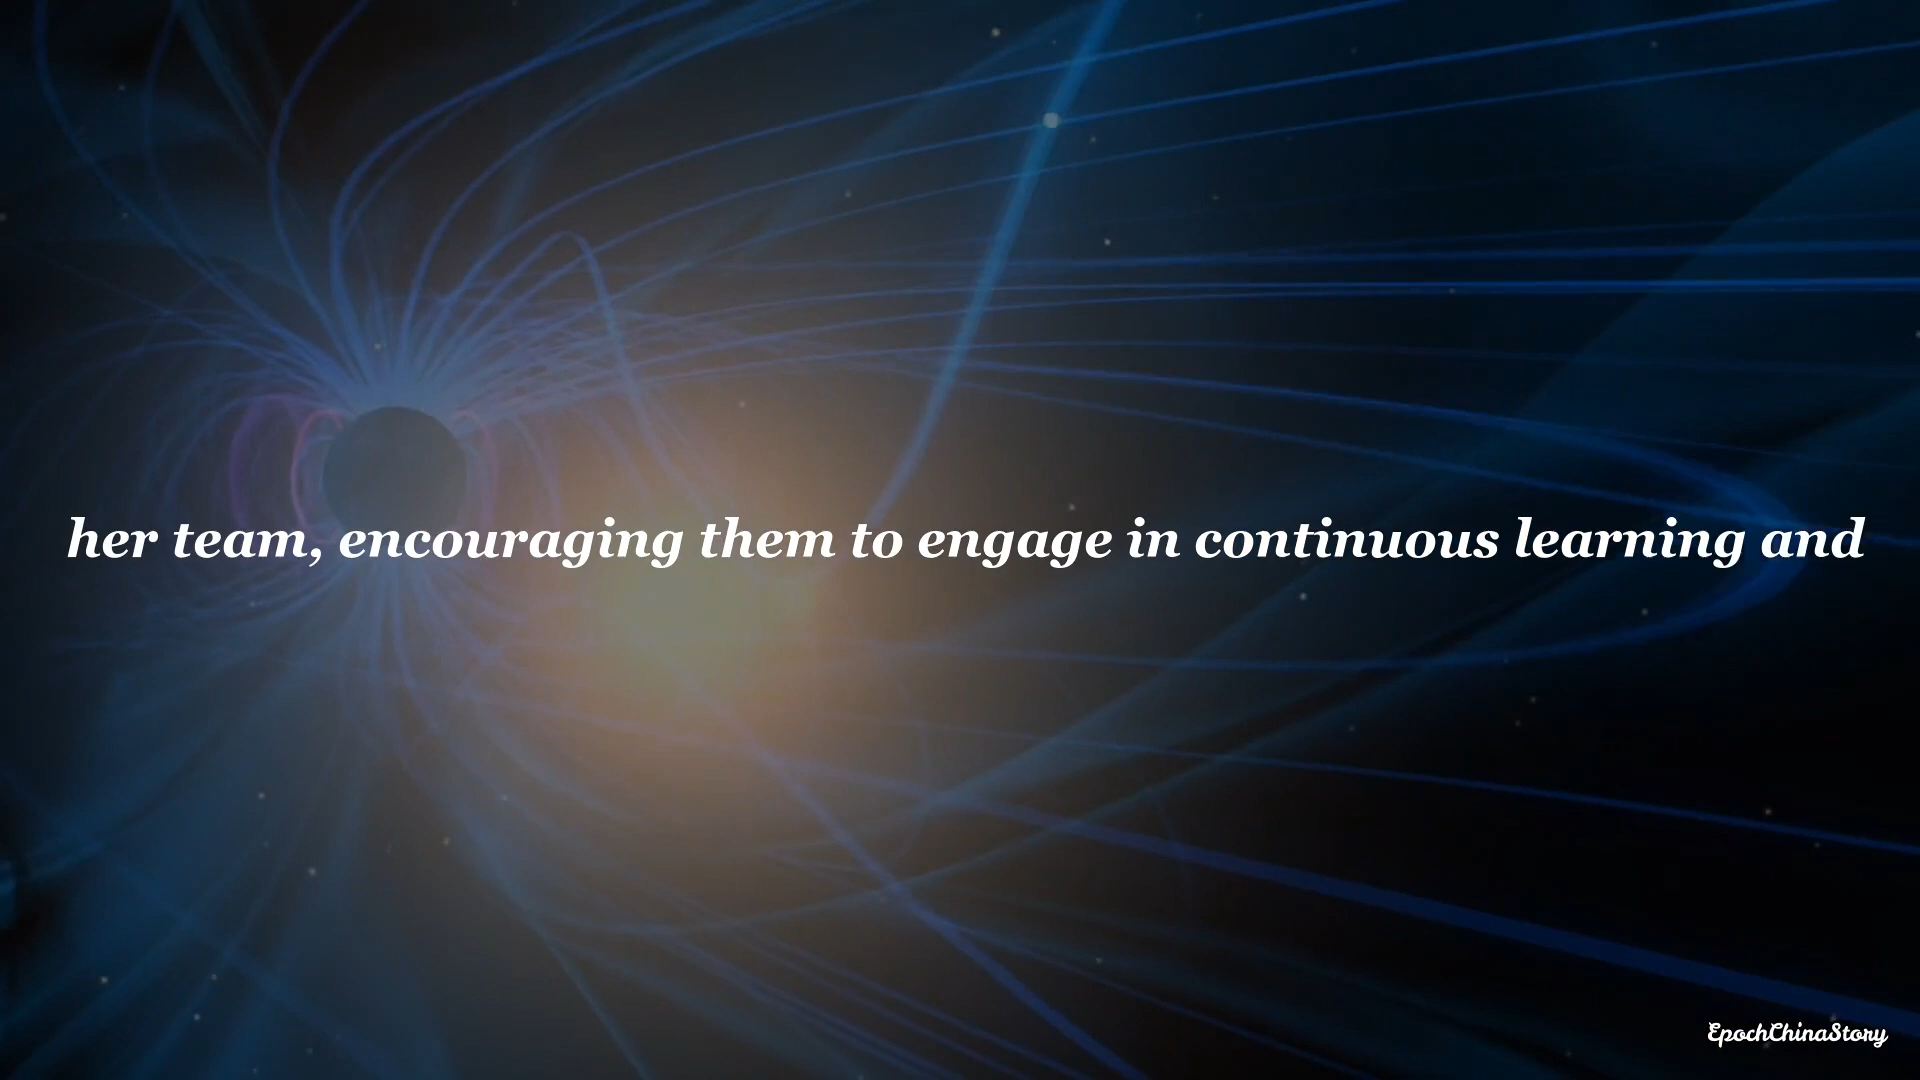 her team, encouraging them to engage in continuous learning and
EpochChinaStory